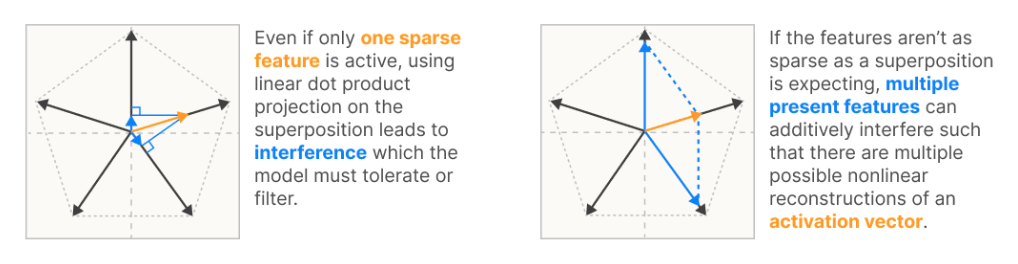 Even if only one sparse
feature is active, using
linear dot product
projection on the
superposition leads to
interference which the
model must tolerate or
filter.
If the features aren’t as
sparse as a superposition
is expecting, multiple
present features can
additively interfere such
that there are multiple
possible nonlinear
reconstructions of an
activation vector.